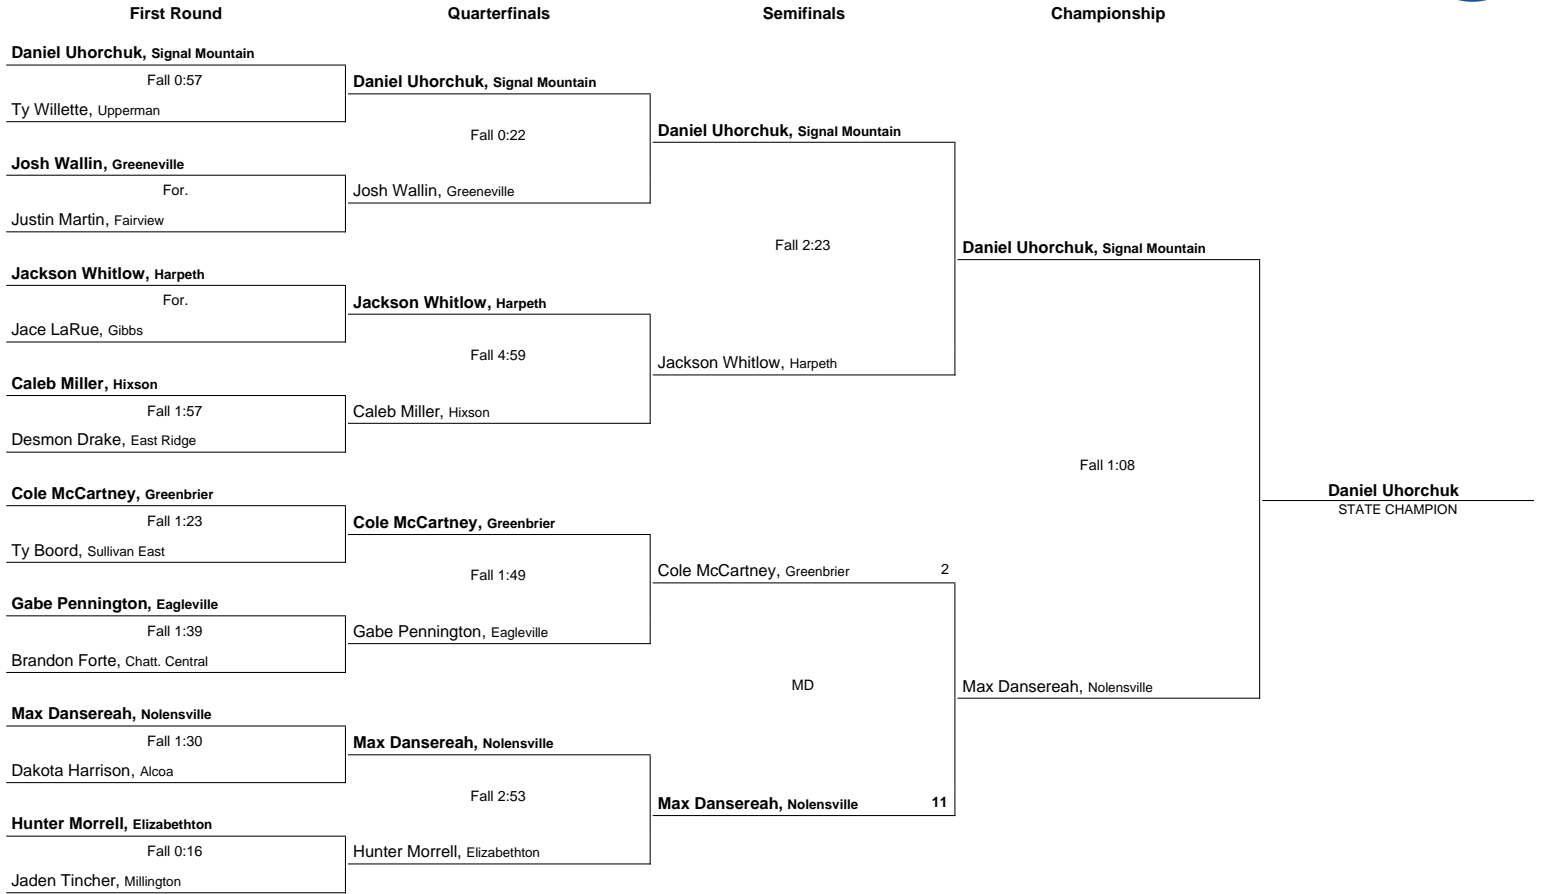 First Round
Quarterfinals
Semifinals
Championship
Daniel Uhorchuk, Signal Mountain
Fall 0:57
Ty Willette, Upperman
Josh Wallin, Greeneville
For.
Justin Martin, Fairview
Jackson Whitlow, Harpeth
For.
Jace LaRue, Gibbs
Caleb Miller, Hixson
Fall 1:57
Desmon Drake, East Ridge
Cole McCartney, Greenbrier
Fall 1:23
Ty Boord, Sullivan East
Gabe Pennington, Eagleville
Fall 1:39
Brandon Forte, Chatt. Central
Max Dansereah, Nolensville
Fall 1:30
Dakota Harrison, Alcoa
Hunter Morrell, Elizabethton
Fall 0:16
Jaden Tincher, Millington
Daniel Uhorchuk, Signal Mountain
Fall 0:22
Josh Wallin, Greeneville
Jackson Whitlow, Harpeth
Fall 4:59
Caleb Miller, Hixson
Cole McCartney, Greenbrier
Fall 1:49
Gabe Pennington, Eagleville
Max Dansereah, Nolensville
Fall 2:53
Hunter Morrell, Elizabethton
Daniel Uhorchuk, Signal Mountain
Fall 2:23
Jackson Whitlow, Harpeth
Cole McCartney, Greenbrier 2
MD
Max Dansereah, Nolensville 11
Daniel Uhorchuk, Signal Mountain
Fall 1:08
Max Dansereah, Nolensville
Daniel Uhorchuk
STATE CHAMPION